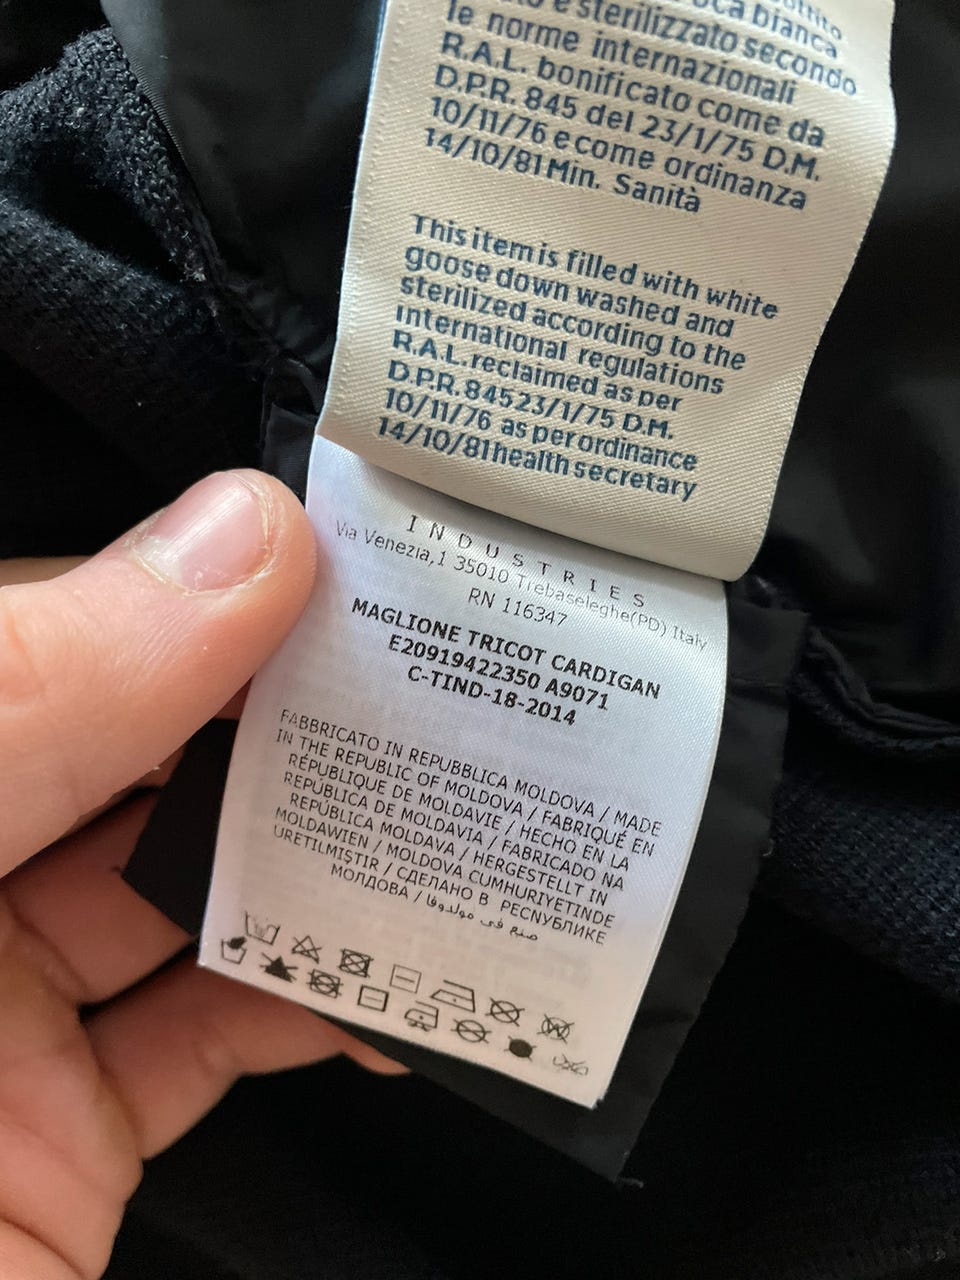 e sterilizzato secondo
le norme internazionali
R.A.L. bonificato come da
D.P.R. 845 del 23/1/75 D.M.
10/11/76 e come ordinanza
14/10/81 Min. Sanità
This item is filled with white
goose down washed and
sterilized according to the
international regulations
R.A.L. reclaimed as per
D.P.R. 845 23/1/75 D.M.
10/11/76 as per ordinance
14/10/81 health secretary
INDUSTRIES
Via Venezia,1 35010 Trebaseleghe(PD) Italy
RN 116347
MAGLIONE TRICOT CARDIGAN
E20919422350 A9071
C-TIND-18-2014
FABBRICATO IN REPUBBLICA MOLDOVA / MADE
IN THE REPUBLIC OF MOLDOVA / FABRIQUÉ EN
RÉPUBLIQUE DE MOLDAVIE / HECHO EN LA
REPÚBLICA DE MOLDAVIA / FABRICADO NA
REPÚBLICA MOLDAVA / HERGESTELLT IN
MOLDAWIEN / MOLDOVA CUMHURIYETINDE
URETILMIŞTIR / СДЕЛАНО В РЕСПУБЛИКЕ
МОЛДОВА / صنع في مولدوفا